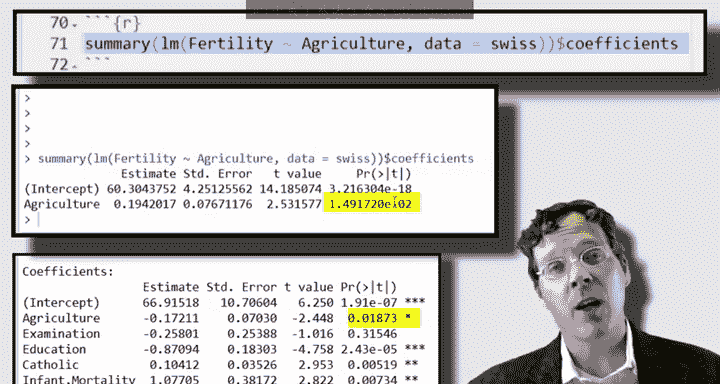 70. ```{r}
71 summary(lm(Fertility ~ Agriculture, data = swiss))$coefficients
72. ```
>
>
>
>
> summary(lm(Fertility ~ Agriculture, data = swiss))$coefficients
Estimate Std. Error t value Pr(>|t|)
(Intercept) 60.3043752 4.25125562 14.185074 3.216304e-18
Agriculture 0.1942017 0.07671176 2.531577 1.491720e-02
>
Coefficients:
Estimate Std. Error t value Pr(>|t|)
(Intercept) 66.91518 10.70604 6.250 1.91e-07 ***
Agriculture -0.17211 0.07030 -2.448 0.01873 *
Examination -0.25801 0.25388 -1.016 0.31546
Education -0.87094 0.18303 -4.758 2.43e-05 ***
Catholic 0.10412 0.03526 2.953 0.00519 **
Infant.Mortality 1.07705 0.38172 2.822 0.00734 **